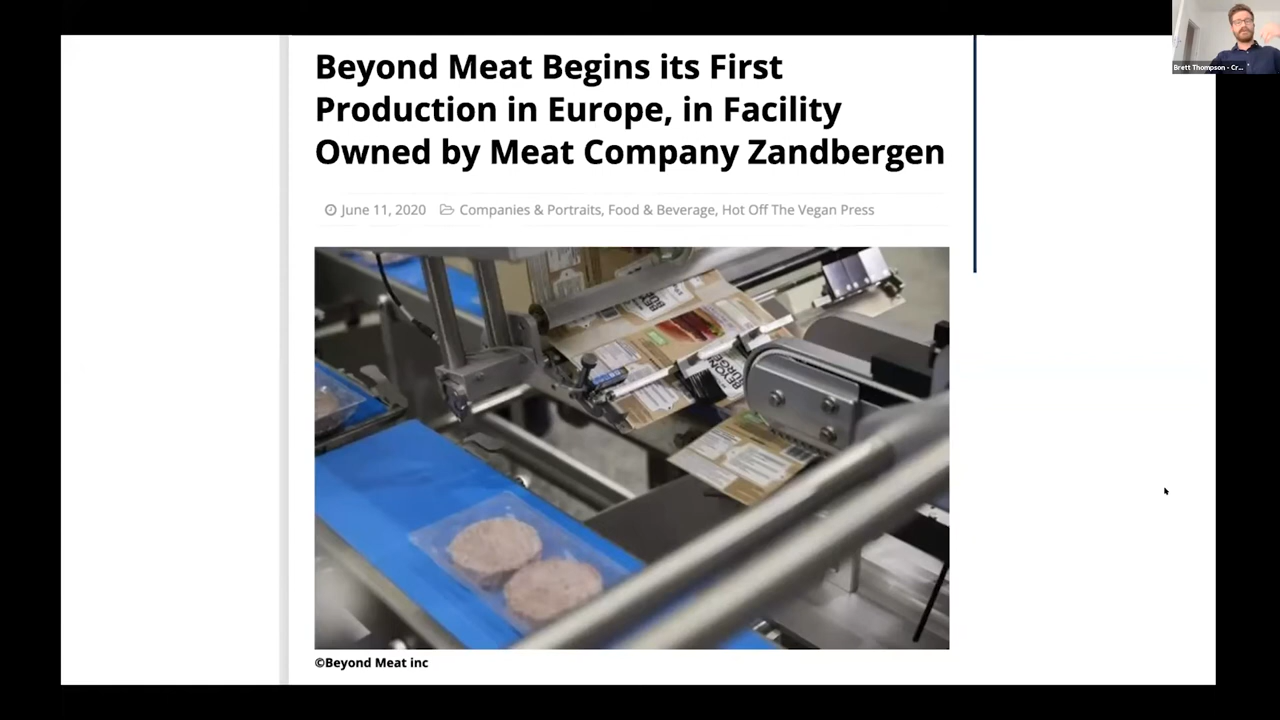 Brett Thompson - Cr...
Beyond Meat Begins its First
Production in Europe, in Facility
Owned by Meat Company Zandbergen
June 11, 2020 Companies & Portraits, Food & Beverage, Hot Off The Vegan Press
BEYOND
©Beyond Meat inc